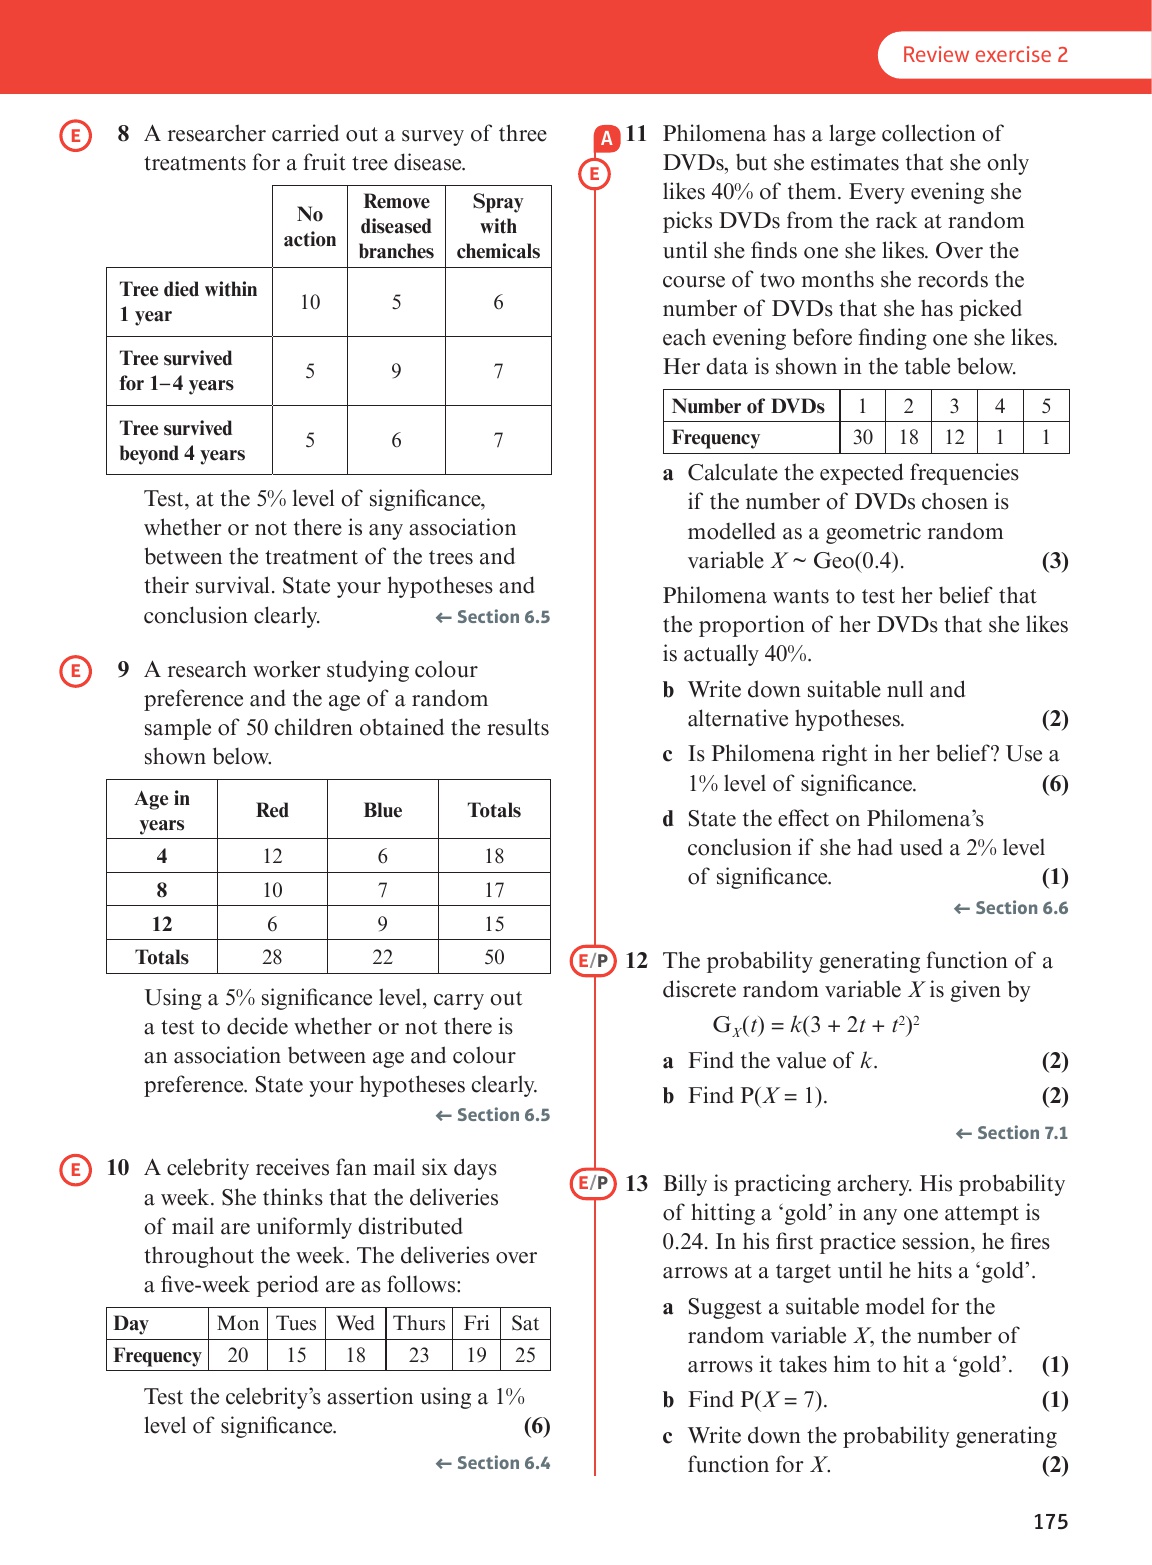 Review exercise 2
E
8 A researcher carried out a survey of three
treatments for a fruit tree disease.
No action | Remove diseased branches | Spray with chemicals
Tree died within 1 year | 10 | 5 | 6
Tree survived for 1–4 years | 5 | 9 | 7
Tree survived beyond 4 years | 5 | 6 | 7
Test, at the 5% level of significance,
whether or not there is any association
between the treatment of the trees and
their survival. State your hypotheses and
conclusion clearly. ← Section 6.5
E
9 A research worker studying colour
preference and the age of a random
sample of 50 children obtained the results
shown below.
Age in years | Red | Blue | Totals
4 | 12 | 6 | 18
8 | 10 | 7 | 17
12 | 6 | 9 | 15
Totals | 28 | 22 | 50
Using a 5% significance level, carry out
a test to decide whether or not there is
an association between age and colour
preference. State your hypotheses clearly.
← Section 6.5
E
10 A celebrity receives fan mail six days
a week. She thinks that the deliveries
of mail are uniformly distributed
throughout the week. The deliveries over
a five-week period are as follows:
Day | Mon | Tues | Wed | Thurs | Fri | Sat
Frequency | 20 | 15 | 18 | 23 | 19 | 25
Test the celebrity’s assertion using a 1%
level of significance. (6)
← Section 6.4
A
E
11 Philomena has a large collection of
DVDs, but she estimates that she only
likes 40% of them. Every evening she
picks DVDs from the rack at random
until she finds one she likes. Over the
course of two months she records the
number of DVDs that she has picked
each evening before finding one she likes.
Her data is shown in the table below.
Number of DVDs | 1 | 2 | 3 | 4 | 5
Frequency | 30 | 18 | 12 | 1 | 1
a Calculate the expected frequencies
if the number of DVDs chosen is
modelled as a geometric random
variable X ~ Geo(0.4). (3)
Philomena wants to test her belief that
the proportion of her DVDs that she likes
is actually 40%.
b Write down suitable null and
alternative hypotheses. (2)
c Is Philomena right in her belief? Use a
1% level of significance. (6)
d State the effect on Philomena’s
conclusion if she had used a 2% level
of significance. (1)
← Section 6.6
E/P
12 The probability generating function of a
discrete random variable X is given by
G_X(t) = k(3 + 2t + t²)²
a Find the value of k. (2)
b Find P(X = 1). (2)
← Section 7.1
E/P
13 Billy is practicing archery. His probability
of hitting a ‘gold’ in any one attempt is
0.24. In his first practice session, he fires
arrows at a target until he hits a ‘gold’.
a Suggest a suitable model for the
random variable X, the number of
arrows it takes him to hit a ‘gold’. (1)
b Find P(X = 7). (1)
c Write down the probability generating
function for X. (2)
175